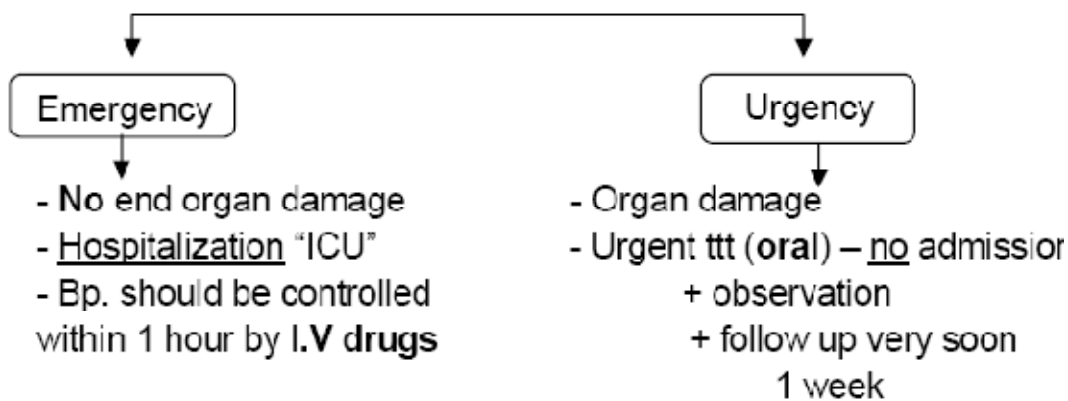 Emergency
- No end organ damage
- Hospitalization “ICU”
- Bp. should be controlled
within 1 hour by I.V drugs
Urgency
- Organ damage
- Urgent ttt (oral) – no admission
+ observation
+ follow up very soon
1 week